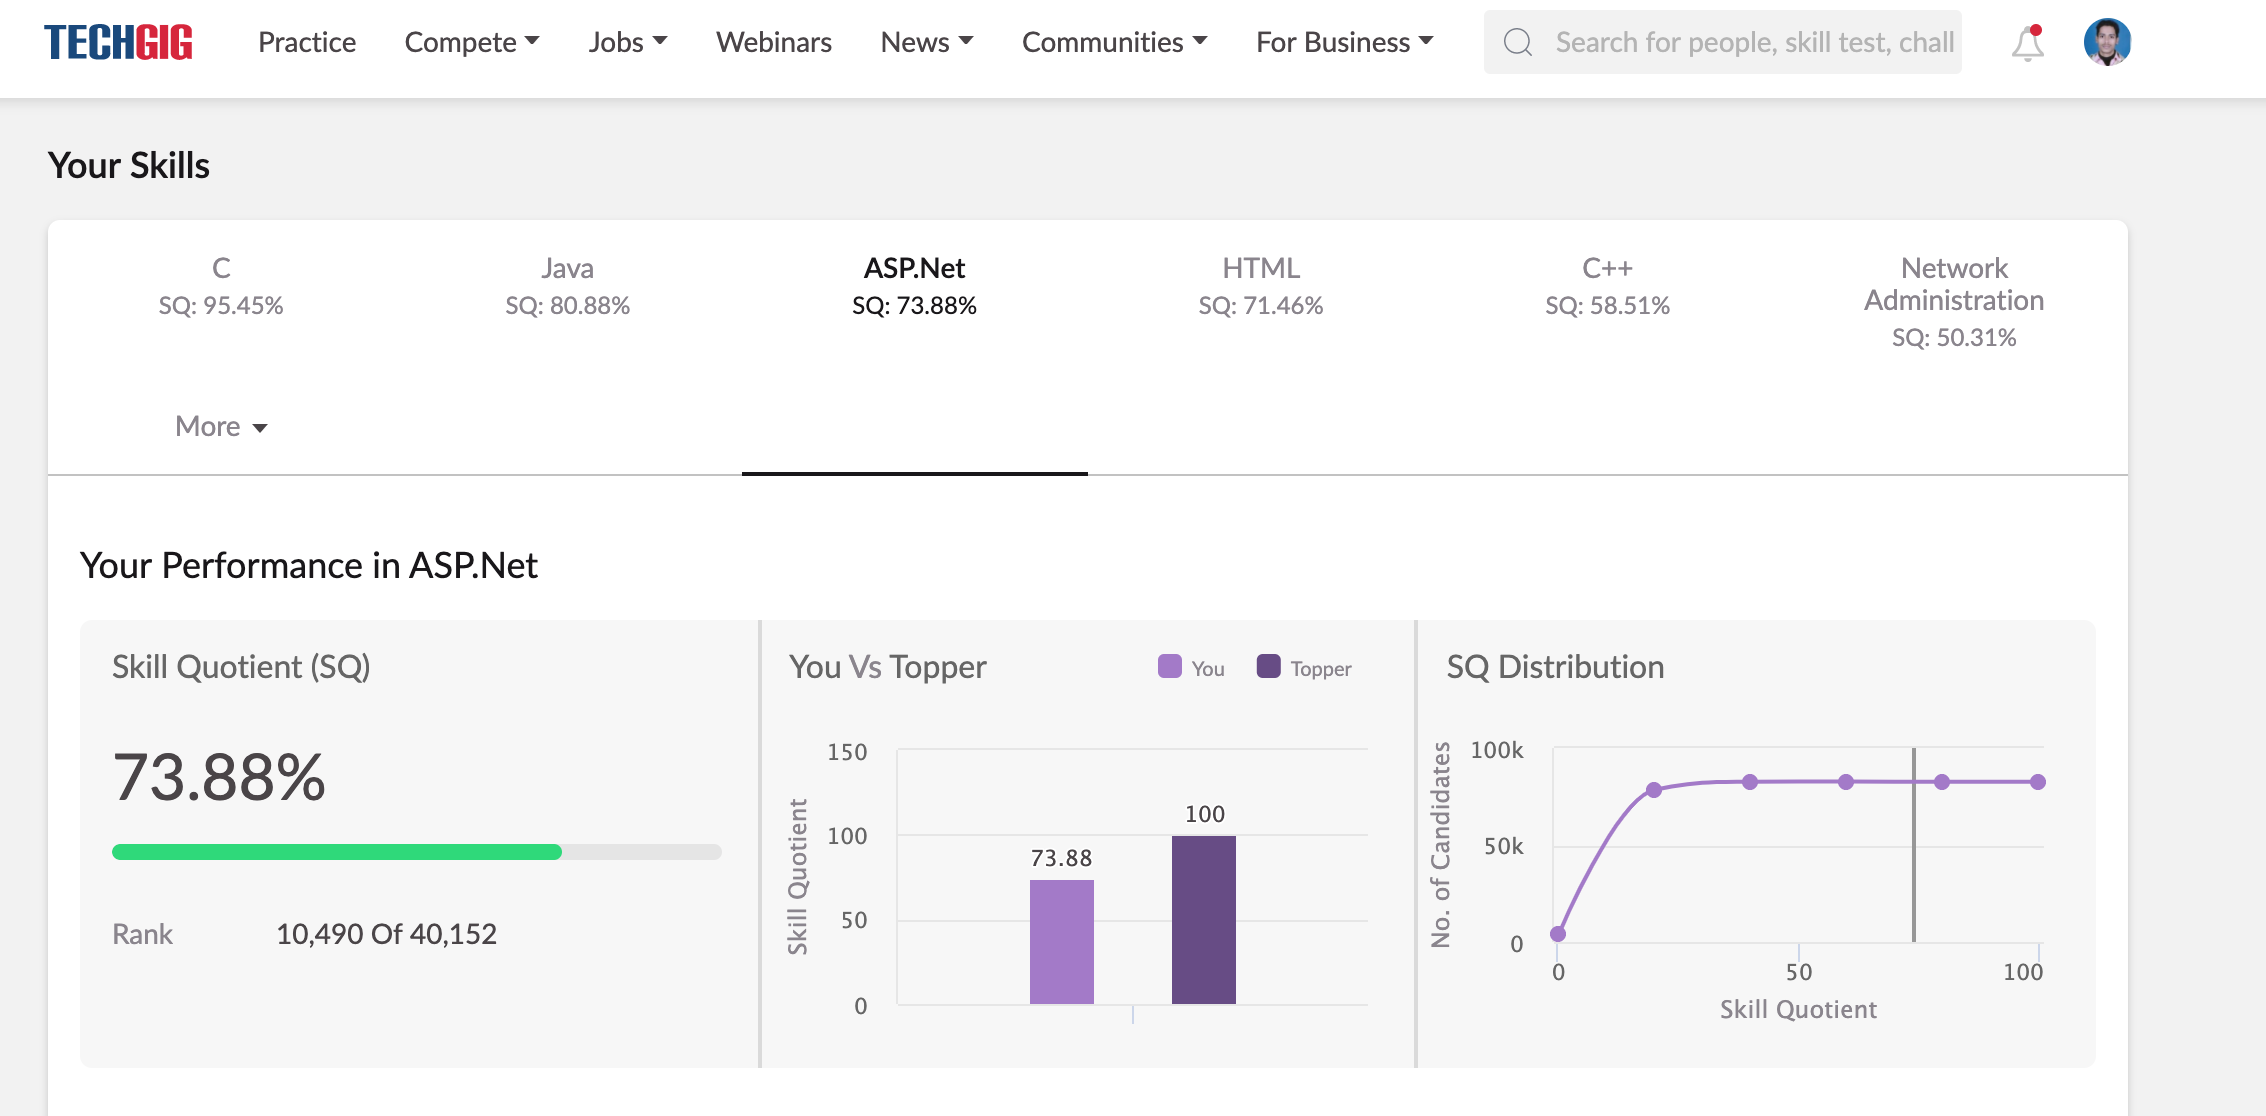 TECHGIG Practice Compete Jobs Webinars News Communities For Business Search for people, skill test, chall
Your Skills
C Java ASP.Net HTML C++ Network Administration
SQ: 95.45% SQ: 80.88% SQ: 73.88% SQ: 71.46% SQ: 58.51% SQ: 50.31%
More
Your Performance in ASP.Net
Skill Quotient (SQ)
73.88%
Rank 10,490 Of 40,152
You Vs Topper
You Topper
Skill Quotient
150
100
50
0
73.88
100
SQ Distribution
No. of Candidates
100k
50k
0
0 50 100
Skill Quotient